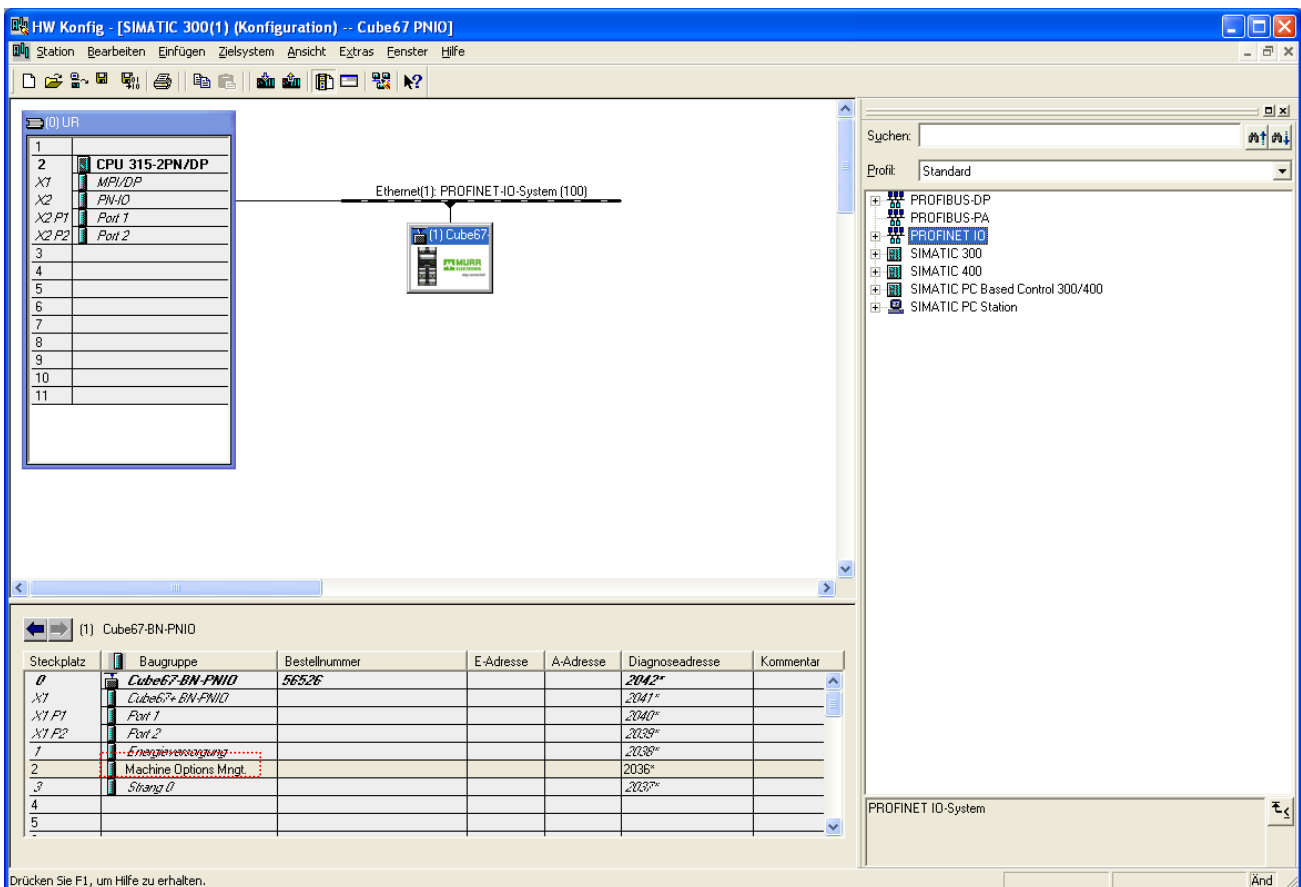 HW Konfig - [SIMATIC 300(1) (Konfiguration) -- Cube67 PNIO]
Station Bearbeiten Einfügen Zielsystem Ansicht Extras Fenster Hilfe
(0) UR
1
2 CPU 315-2PN/DP
X1 MPI/DP
X2 PN-IO
X2 P1 Port 1
X2 P2 Port 2
3
4
5
6
7
8
9
10
11
Ethernet(1): PROFINET-IO-System (100)
(1) Cube67-
MURR
ELEKTRONIK
stay connected
Suchen:
Profil: Standard
PROFIBUS-DP
PROFIBUS-PA
PROFINET IO
SIMATIC 300
SIMATIC 400
SIMATIC PC Based Control 300/400
SIMATIC PC Station
PROFINET IO-System
(1) Cube67-BN-PNIO
Steckplatz Baugruppe Bestellnummer E-Adresse A-Adresse Diagnoseadresse Kommentar
0 Cube67-BN-PNIO 56526 2042*
X1 Cube67+ BN-PNIO 2041*
X1 P1 Port 1 2040*
X1 P2 Port 2 2039*
1 Energieversorgung 2038*
2 Machine Options Mngt. 2036*
3 Strang 0 2037*
4
5
Drücken Sie F1, um Hilfe zu erhalten.
Änd